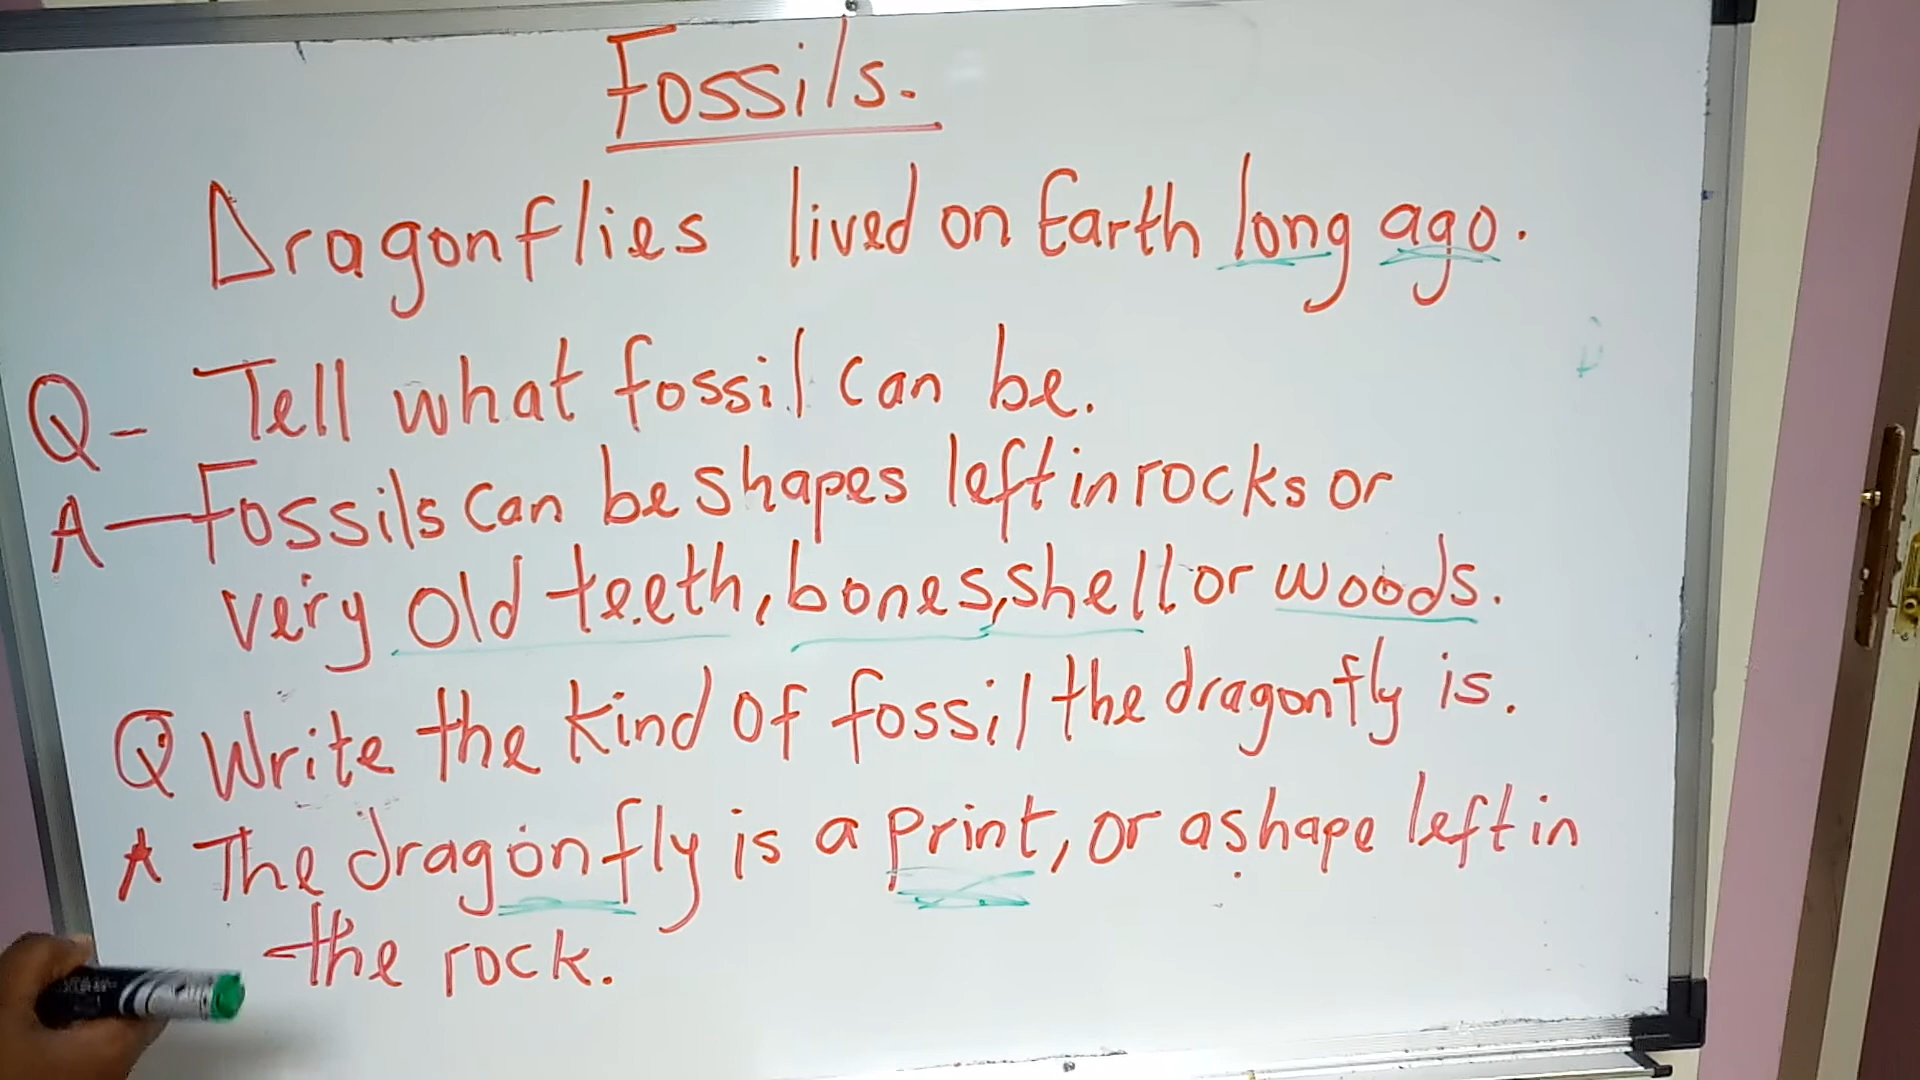 Fossils.
Dragonflies lived on Earth long ago.
Q- Tell what fossil can be.
A-Fossils can be shapes left in rocks or
very old teeth, bones, shell or woods.
Q Write the kind of fossil the dragonfly is.
A The dragonfly is a print, or a shape left in
the rock.